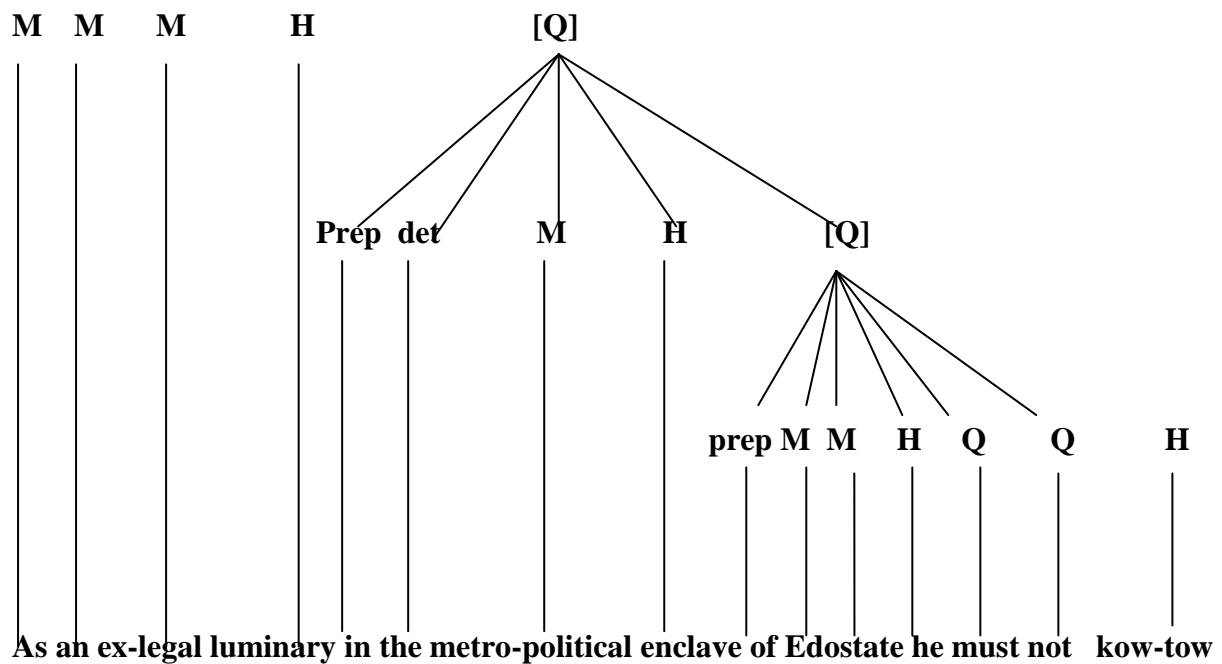 M M M H [Q]
Prep det M H [Q]
prep M M H Q Q H
As an ex-legal luminary in the metro-political enclave of Edostate he must not kow-tow